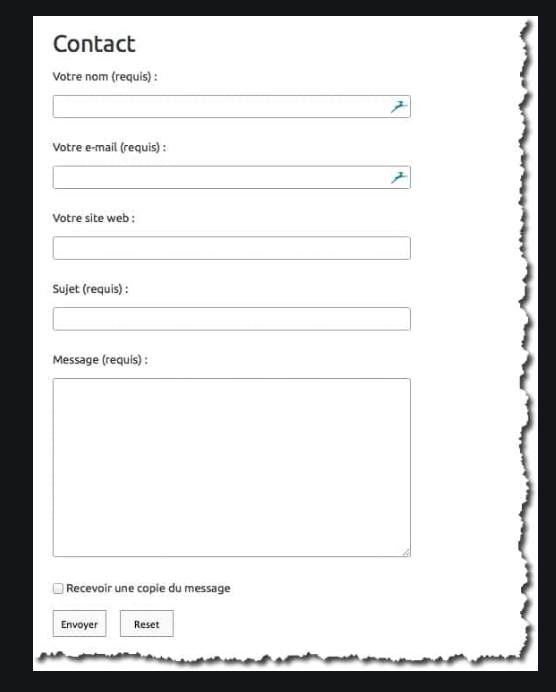 Contact
Votre nom (requis) :
Votre e-mail (requis) :
Votre site web :
Sujet (requis) :
Message (requis) :
Recevoir une copie du message
Envoyer Reset